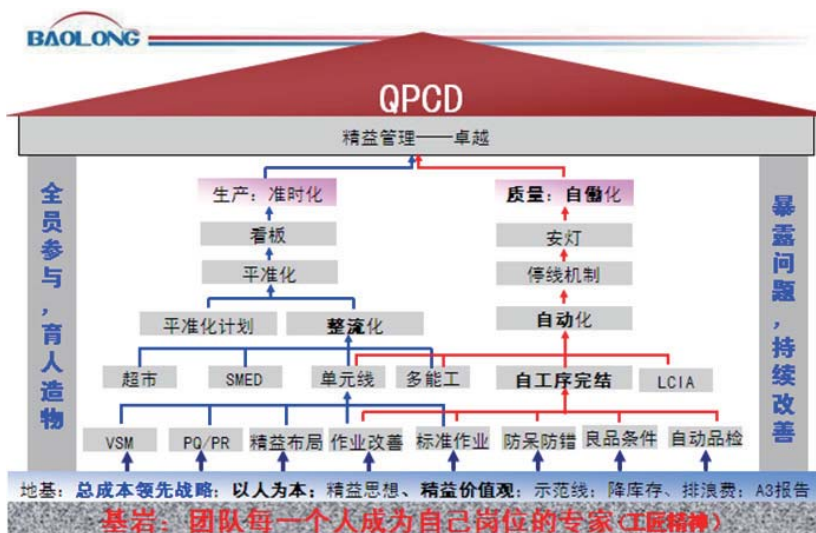 BAOLONG
QPCD
精益管理——卓越
全员参与，育人造物
暴露问题，持续改善
生产：准时化
质量：自働化
看板
安灯
平准化
停线机制
平准化计划
整流化
自动化
超市
SMED
单元线
多能工
自工序完结
LCIA
VSM
PQ/PR
精益布局
作业改善
标准作业
防呆防错
良品条件
自动品检
地基：总成本领先战略；以人为本；精益思想、精益价值观；示范线；降库存、排浪费；A3报告
基岩：团队每一个人成为自己岗位的专家（工匠精神）